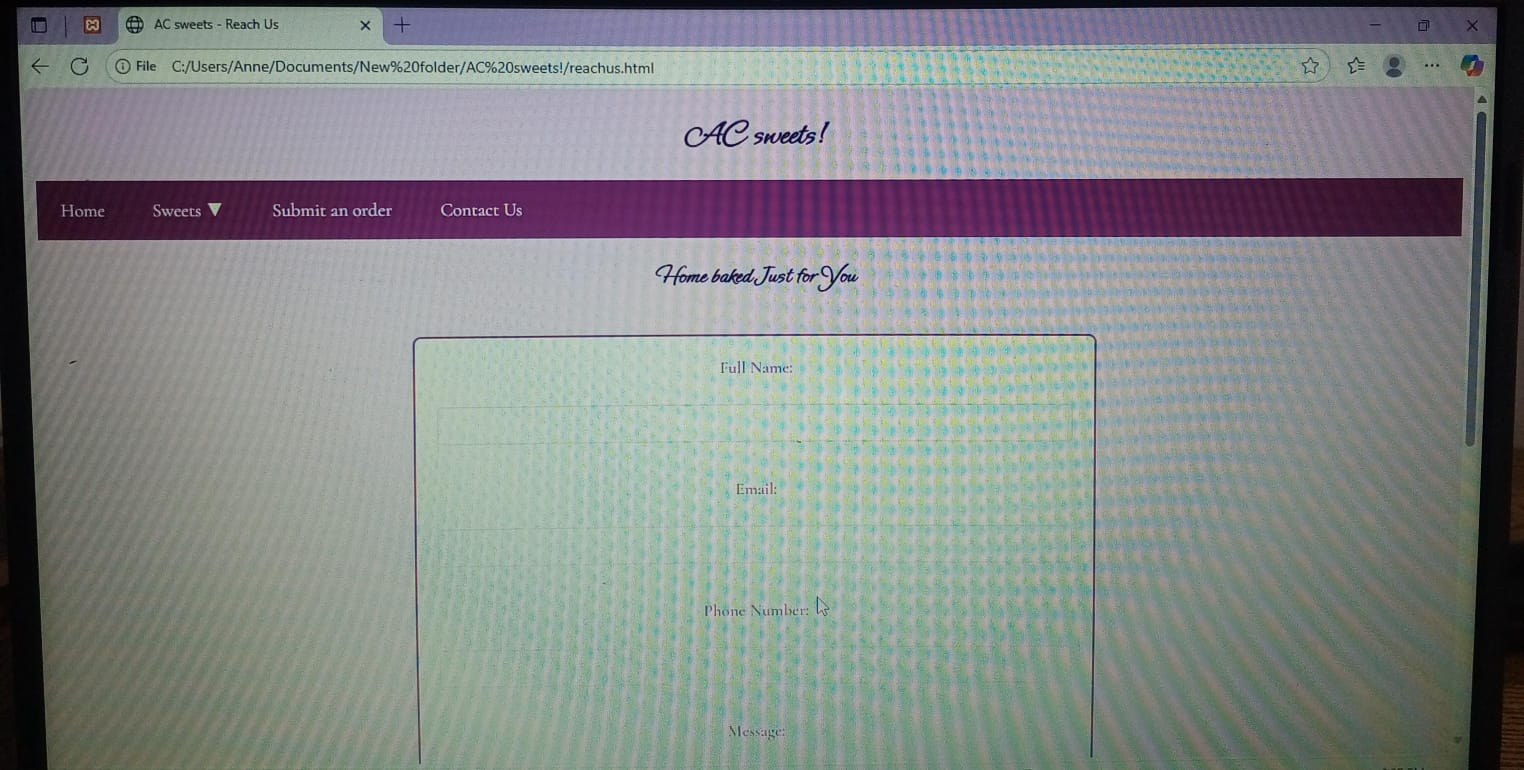 AC sweets - Reach Us
File C:/Users/Anne/Documents/New%20folder/AC%20sweets!/reachus.html
AC sweets!
Home Sweets ▼ Submit an order Contact Us
Home baked, Just for You
Full Name:
Email:
Phone Number:
Message: